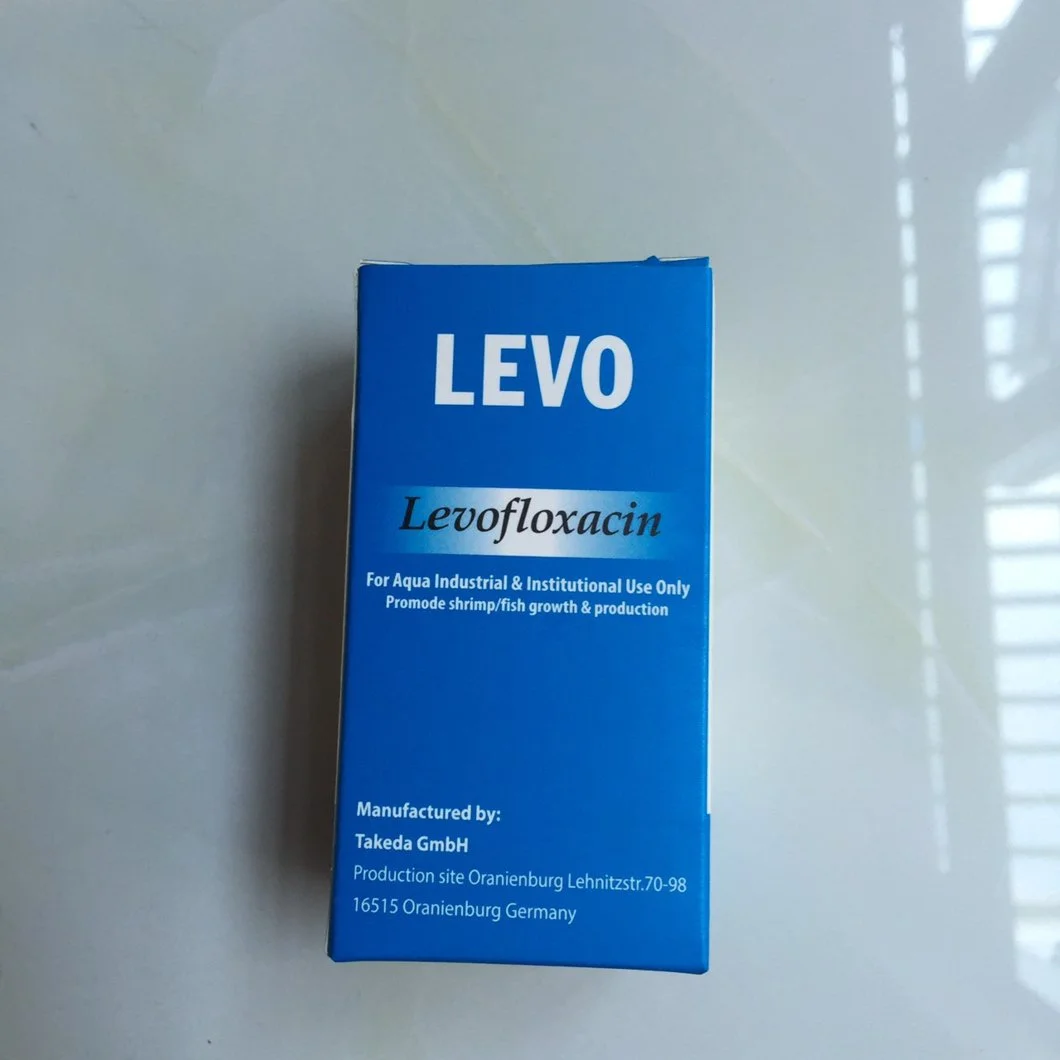 LEVO
Levofloxacin
For Aqua Industrial & Institutional Use Only
Promode shrimp/fish growth & production
Manufactured by:
Takeda GmbH
Production site Oranienburg Lehnitzstr.70-98
16515 Oranienburg Germany